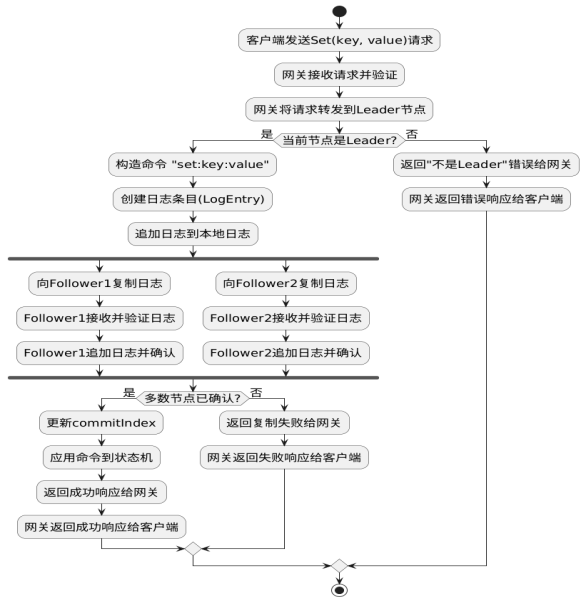 客户端发送Set(key, value)请求
网关接收请求并验证
网关将请求转发到Leader节点
是
当前节点是Leader?
否
构造命令 "set:key:value"
返回"不是Leader"错误给网关
创建日志条目(LogEntry)
网关返回错误响应给客户端
追加日志到本地日志
向Follower1复制日志
向Follower2复制日志
Follower1接收并验证日志
Follower2接收并验证日志
Follower1追加日志并确认
Follower2追加日志并确认
是
多数节点已确认?
否
更新commitIndex
返回复制失败给网关
应用命令到状态机
网关返回失败响应给客户端
返回成功响应给网关
网关返回成功响应给客户端